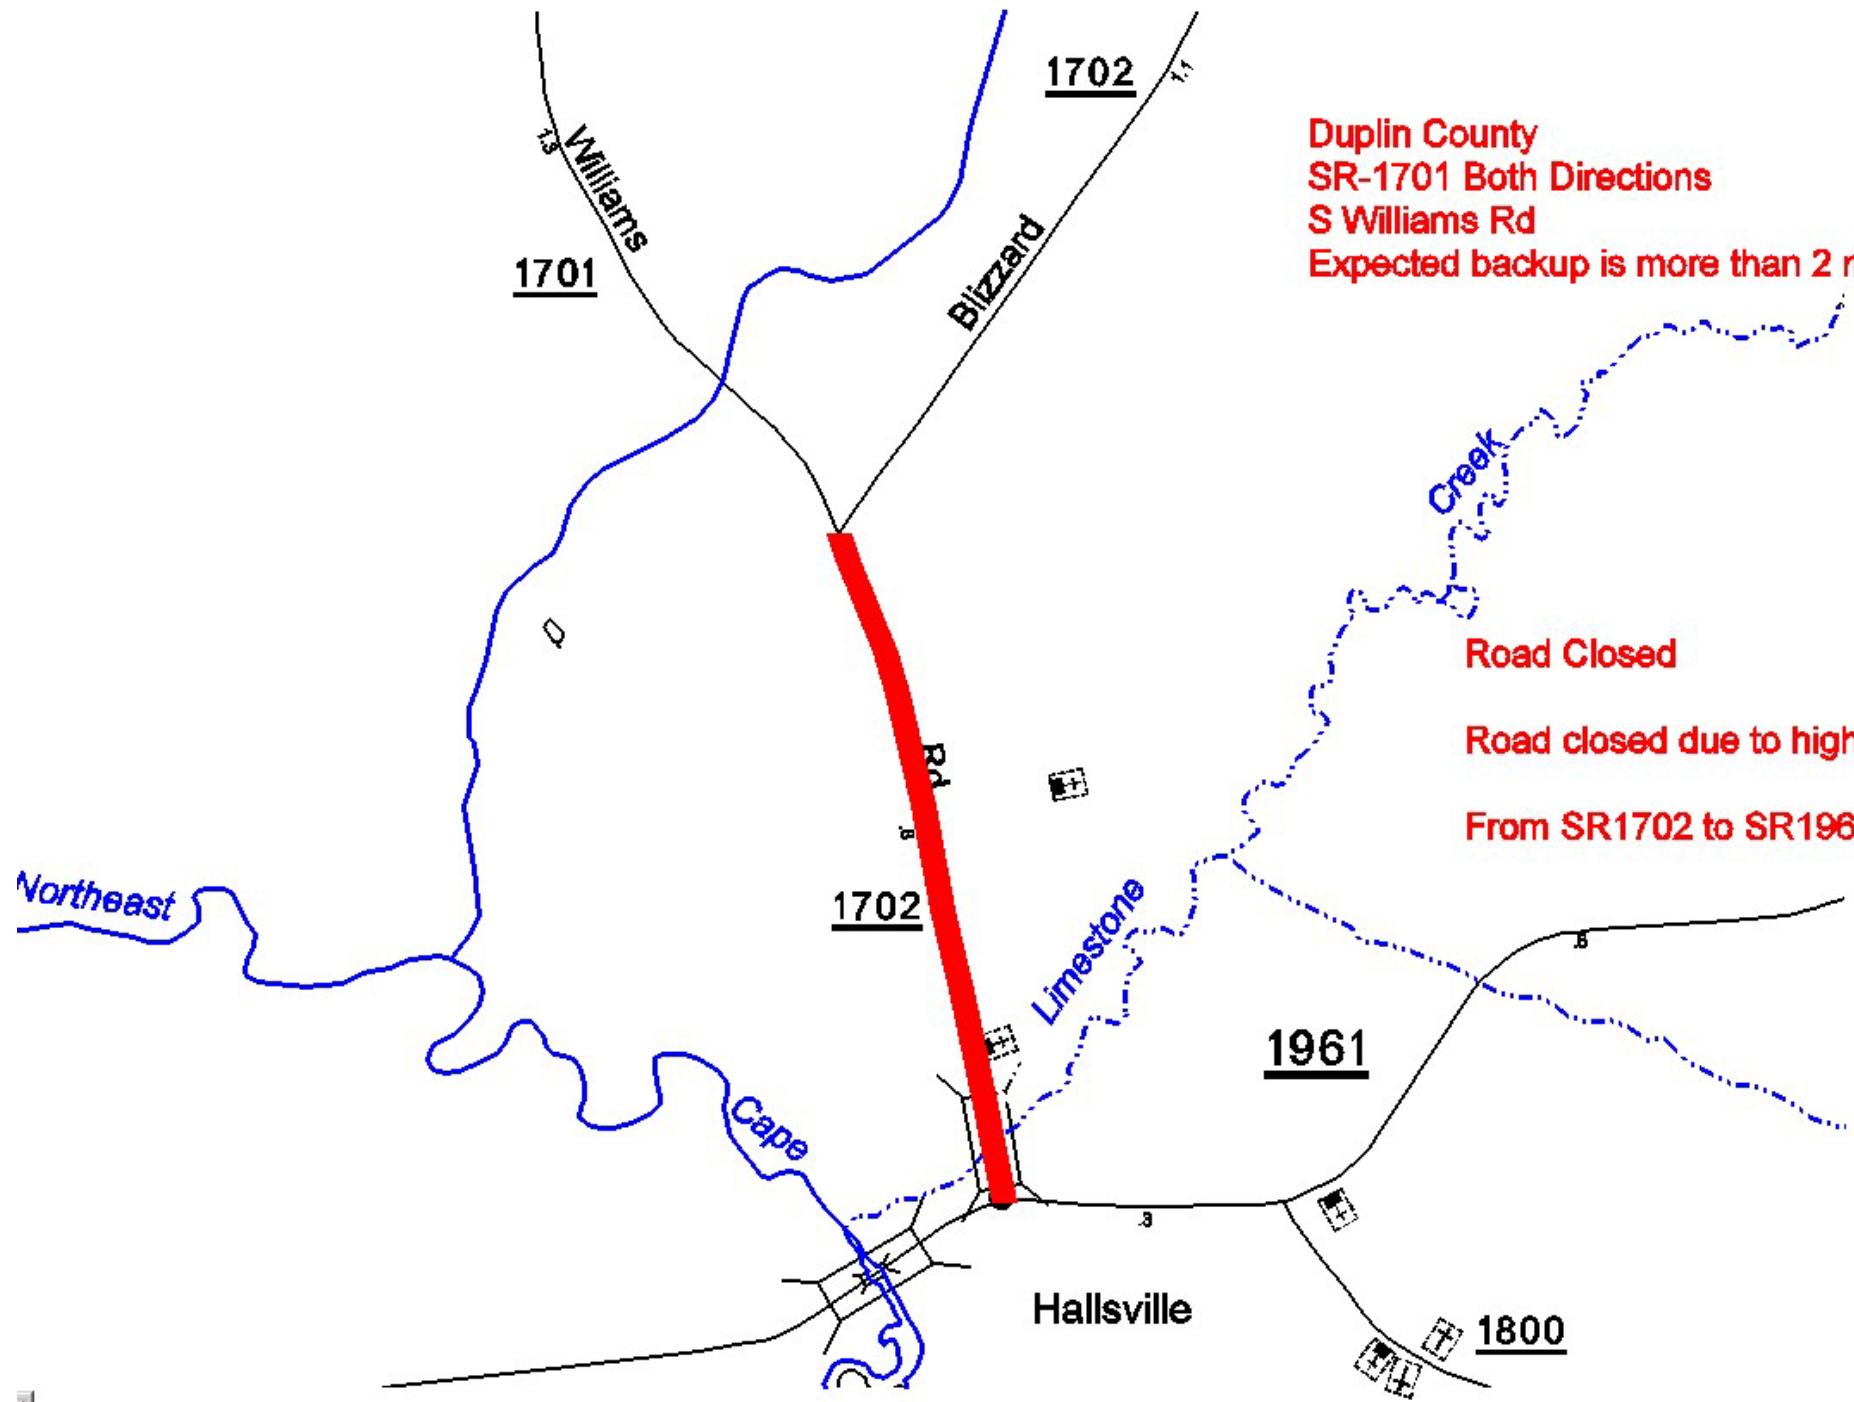 1702
1.1
Duplin County
SR-1701 Both Directions
S Williams Rd
Expected backup is more than 2
1.3
Williams
1701
Blizzard
Creek
Road Closed
Rd
Road closed due to high
.8
From SR1702 to SR196
Northeast
1702
Limestone
.6
1961
Cape
.3
Hallsville
1800